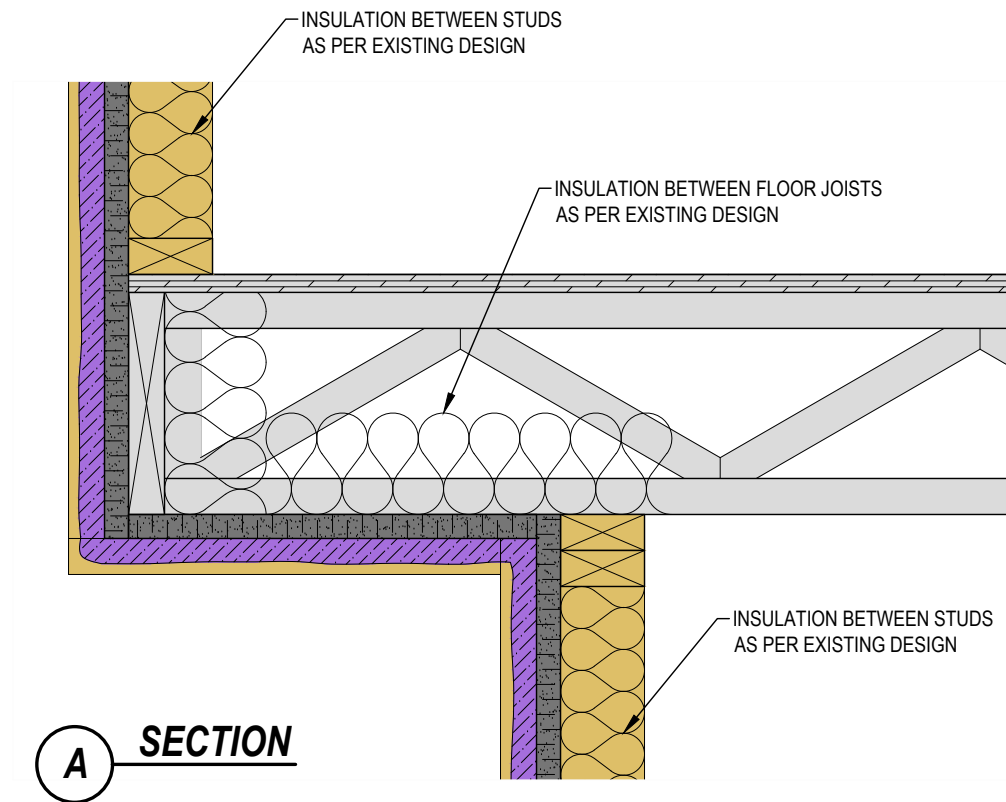 INSULATION BETWEEN STUDS
AS PER EXISTING DESIGN
INSULATION BETWEEN FLOOR JOISTS
AS PER EXISTING DESIGN
INSULATION BETWEEN STUDS
AS PER EXISTING DESIGN
A SECTION